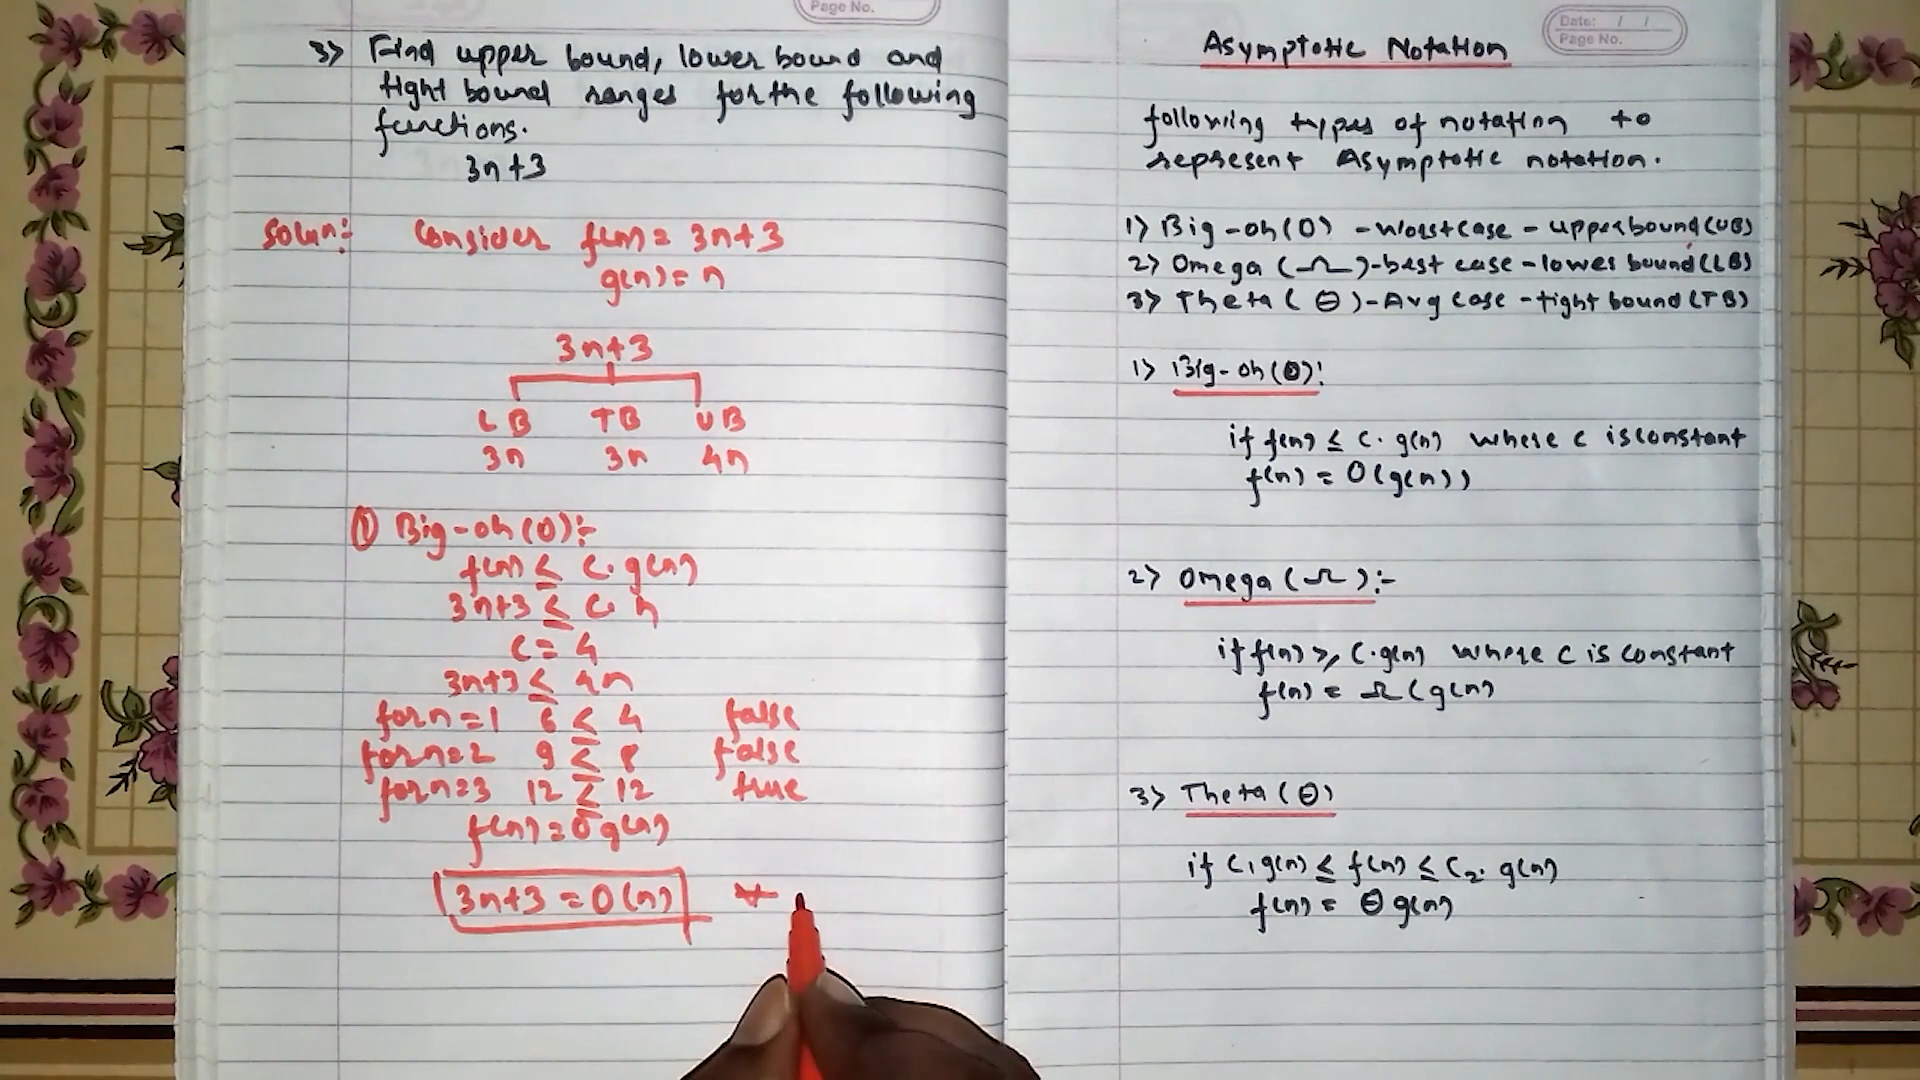 Page No.
3> Find upper bound, lower bound and
tight bound ranges for the following
functions.
3n+3
Soln:- Consider f(n) = 3n+3
g(n) = n
3n+3
LB TB UB
3n 3n 4n
① Big-oh (O):-
f(n) ≤ C. g(n)
3n+3 ≤ C. n
C = 4
3n+3 ≤ 4n
for n=1 6 ≤ 4 false
for n=2 9 ≤ 8 false
for n=3 12 ≤ 12 true
f(n) = O g(n)
3n+3 = O(n) ∀
Date: / /
Page No.
Asymptotic Notation
following types of notation to
represent Asymptotic notation.
1) Big-oh(O) - worst case - upper bound(UB)
2> Omega (Ω)-best case-lower bound(LB)
3> Theta (θ)-Avg case -tight bound(TB)
1> Big-oh(O):
if f(n) ≤ C. g(n) where C is constant
f(n) = O(g(n))
2> Omega (Ω):-
if f(n) ≥ C.g(n) where C is constant
f(n) = Ω(g(n)
3> Theta (θ)
if C1g(n) ≤ f(n) ≤ C2. g(n)
f(n) = θ g(n)